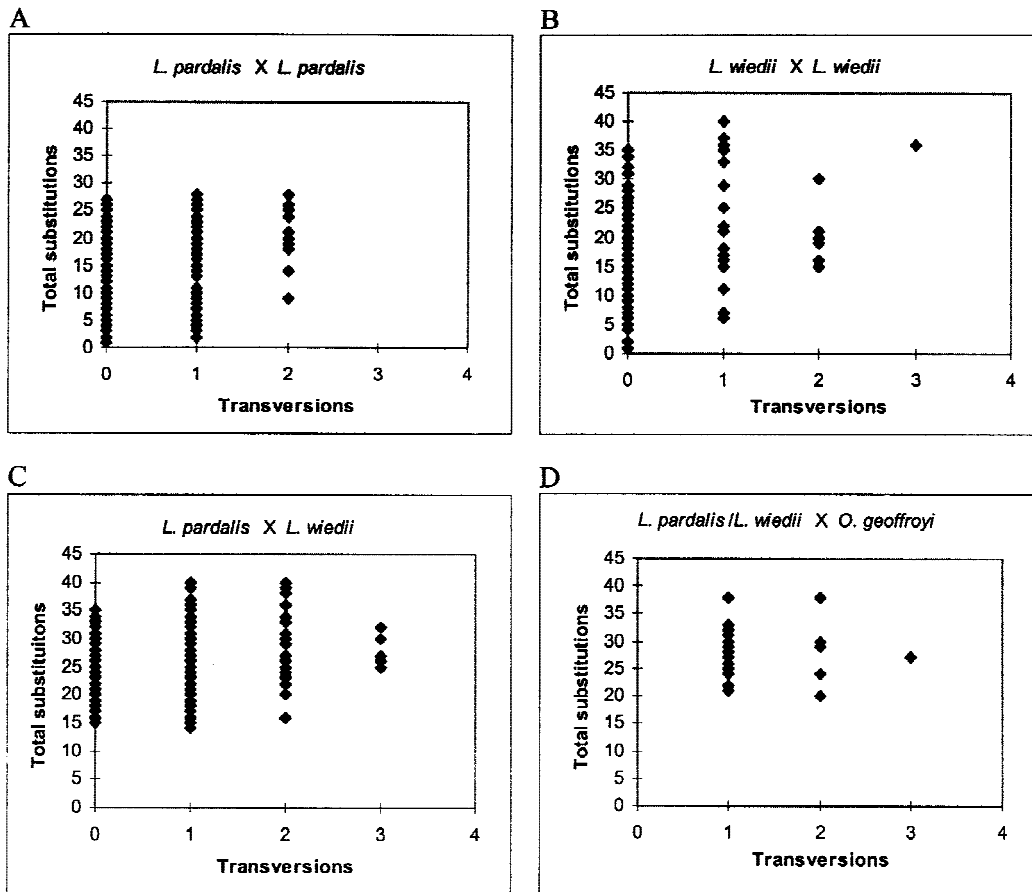 A
L. pardalis X L. pardalis
45
40
35
30
25
20
15
10
5
0
Total substitutions
0 1 2 3 4
Transversions
B
L. wiedii X L. wiedii
45
40
35
30
25
20
15
10
5
0
Total substitutions
0 1 2 3 4
Transversions
C
L. pardalis X L. wiedii
45
40
35
30
25
20
15
10
5
0
Total substituitons
0 1 2 3 4
Transversions
D
L. pardalis/L. wiedii X O. geoffroyi
45
40
35
30
25
20
15
10
5
0
Total substitutions
0 1 2 3 4
Transversions